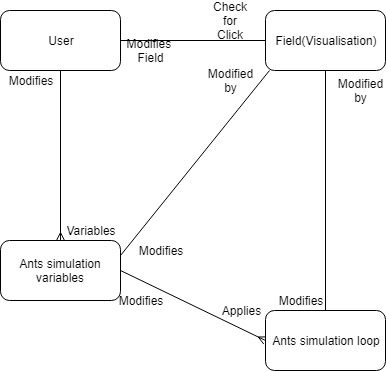 Check
for
Click
User
Modifies
Field
Field(Visualisation)
Modifies
Modified
by
Modified
by
Variables
Modifies
Ants simulation
variables
Modifies
Applies
Modifies
Ants simulation loop